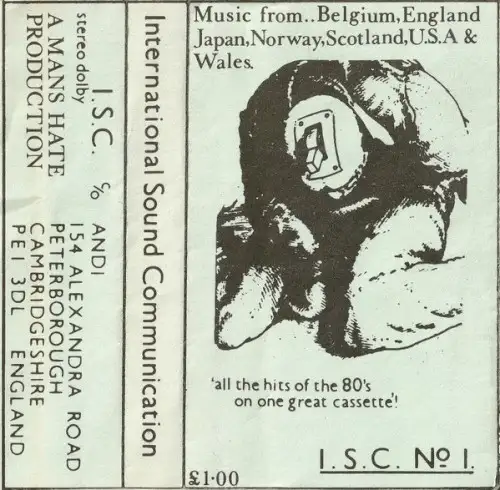 Music from..Belgium,England
Japan,Norway,Scotland,U.S.A &
Wales.
'all the hits of the 80's
on one great cassette'!
I.S.C. Nº 1.
£1·00
International Sound Communication
I.S.C. c/o ANDI
154 ALEXANDRA ROAD
PETERBOROUGH
CAMBRIDGESHIRE
PE1 3DL ENGLAND
stereo dolby
A MANS HATE
PRODUCTION